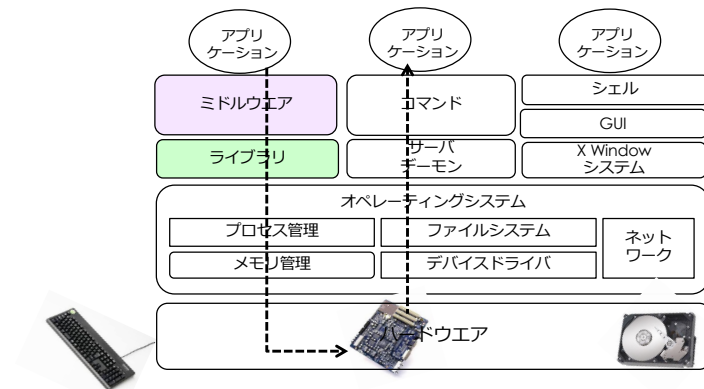 アプリ
ケーション
アプリ
ケーション
アプリ
ケーション
ミドルウエア
コマンド
シェル
GUI
ライブラリ
サーバ
デーモン
X Window
システム
オペレーティングシステム
プロセス管理
ファイルシステム
ネット
ワーク
メモリ管理
デバイスドライバ
ハードウエア